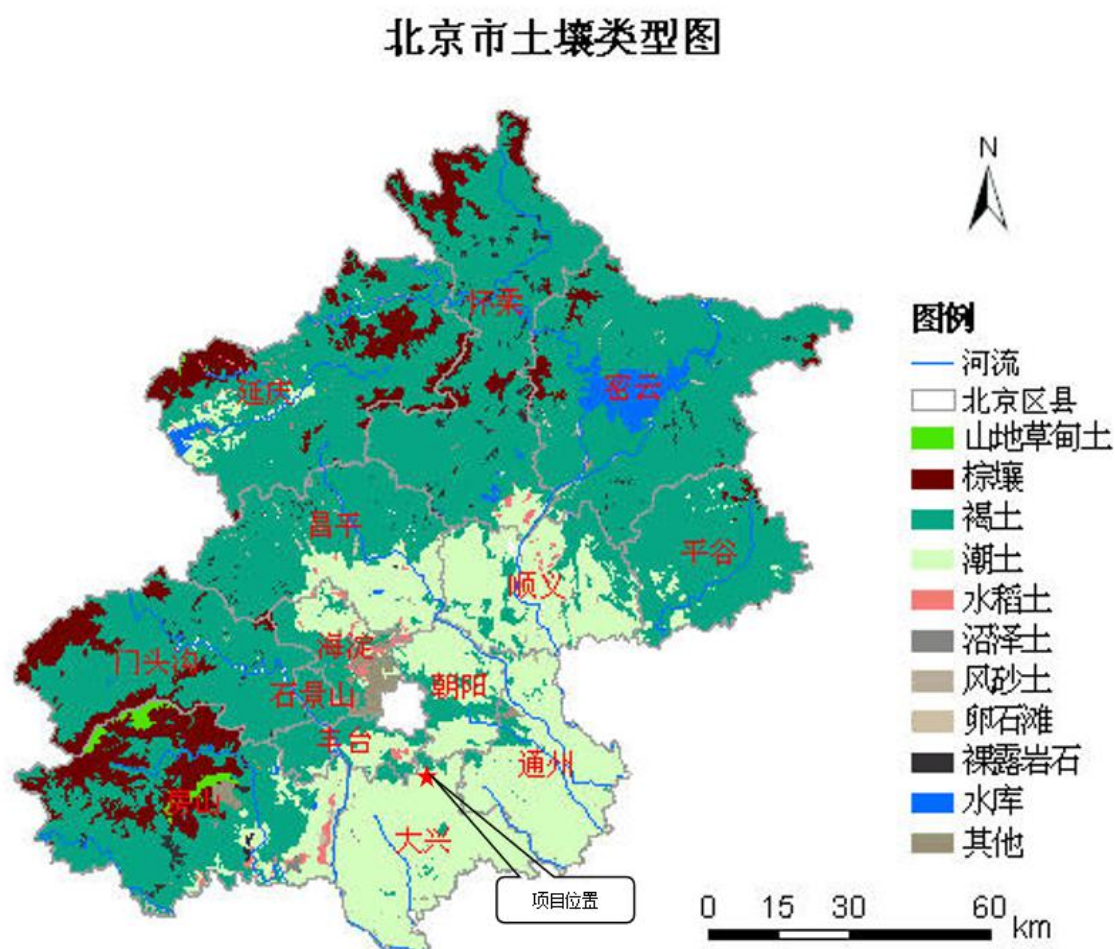 北京市土壤类型图
N
怀柔
密云
延庆
昌平
平谷
顺义
海淀
门头沟
朝阳
石景山
丰台
通州
房山
大兴
项目位置
图例
河流
北京区县
山地草甸土
棕壤
褐土
潮土
水稻土
沼泽土
风砂土
卵石滩
裸露岩石
水库
其他
0 15 30 60 km